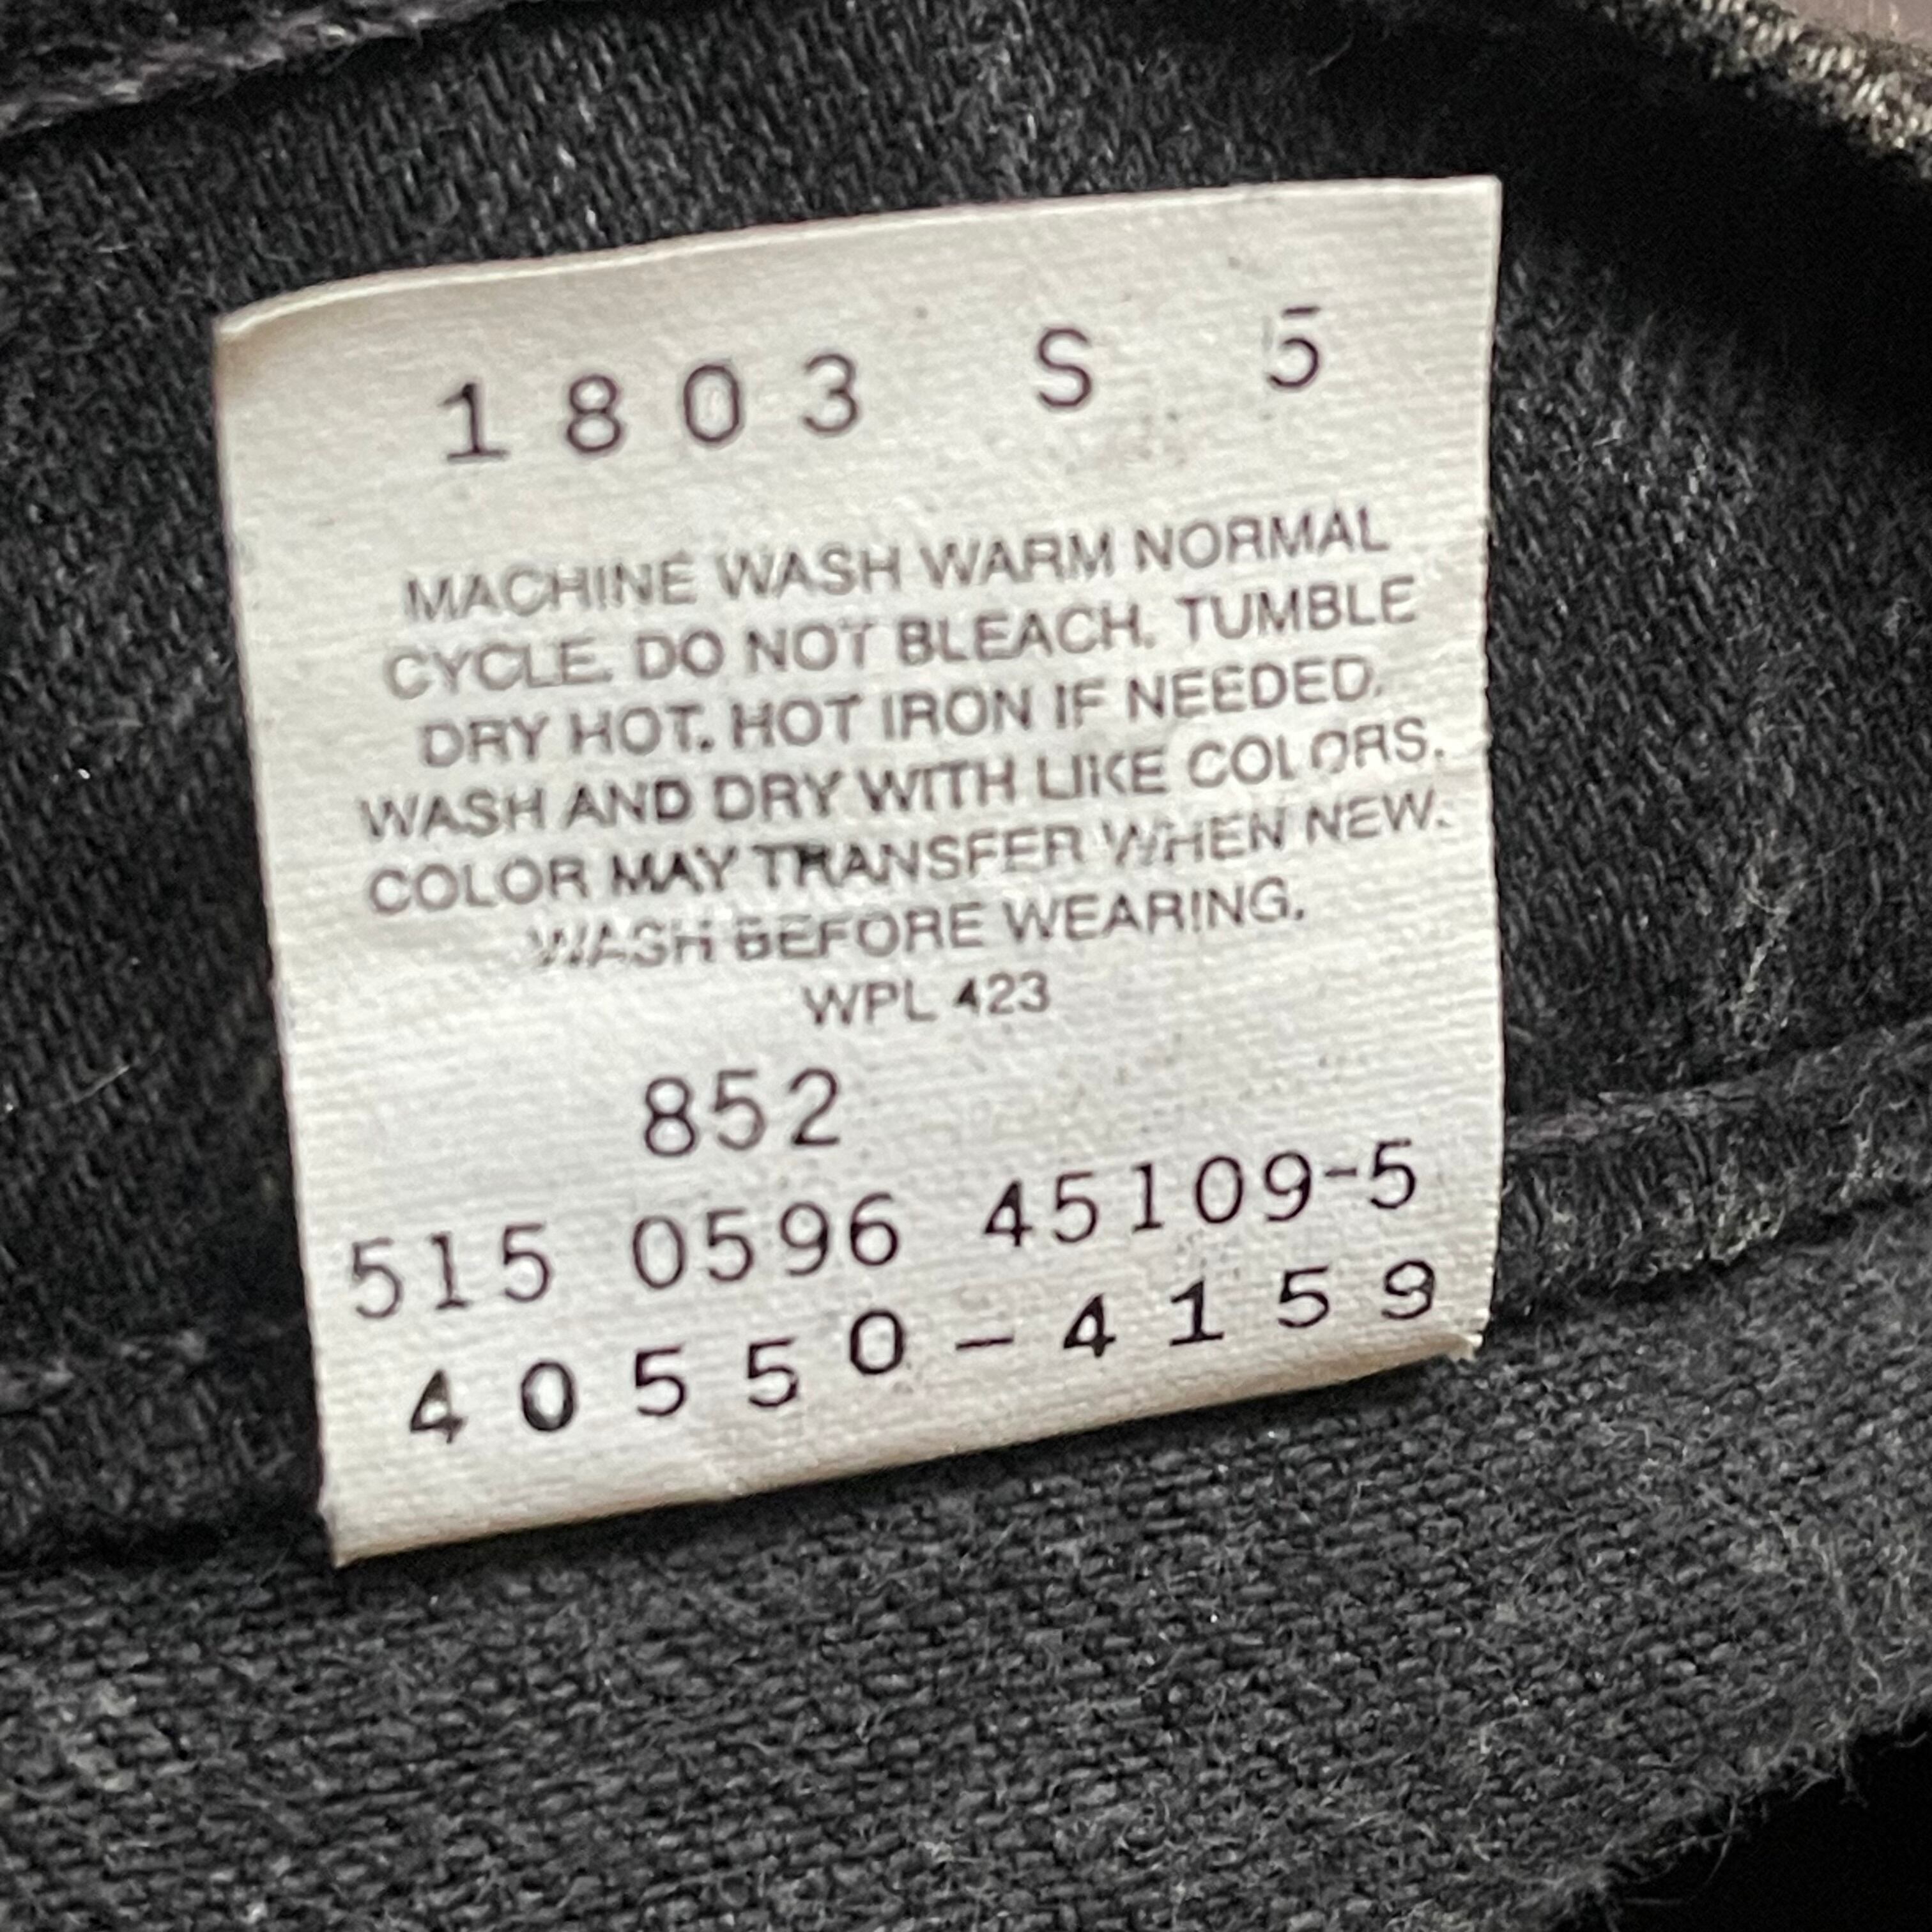 1803 S 5
MACHINE WASH WARM NORMAL
CYCLE. DO NOT BLEACH. TUMBLE
DRY HOT. HOT IRON IF NEEDED.
WASH AND DRY WITH LIKE COLORS.
COLOR MAY TRANSFER WHEN NEW.
WASH BEFORE WEARING.
WPL 423
852
515 0596 45109-5
40550-4159